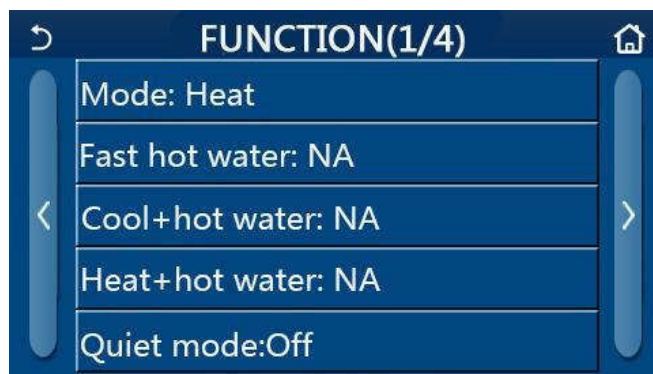 FUNCTION(1/4)
Mode: Heat
Fast hot water: NA
Cool+hot water: NA
Heat+hot water: NA
Quiet mode:Off